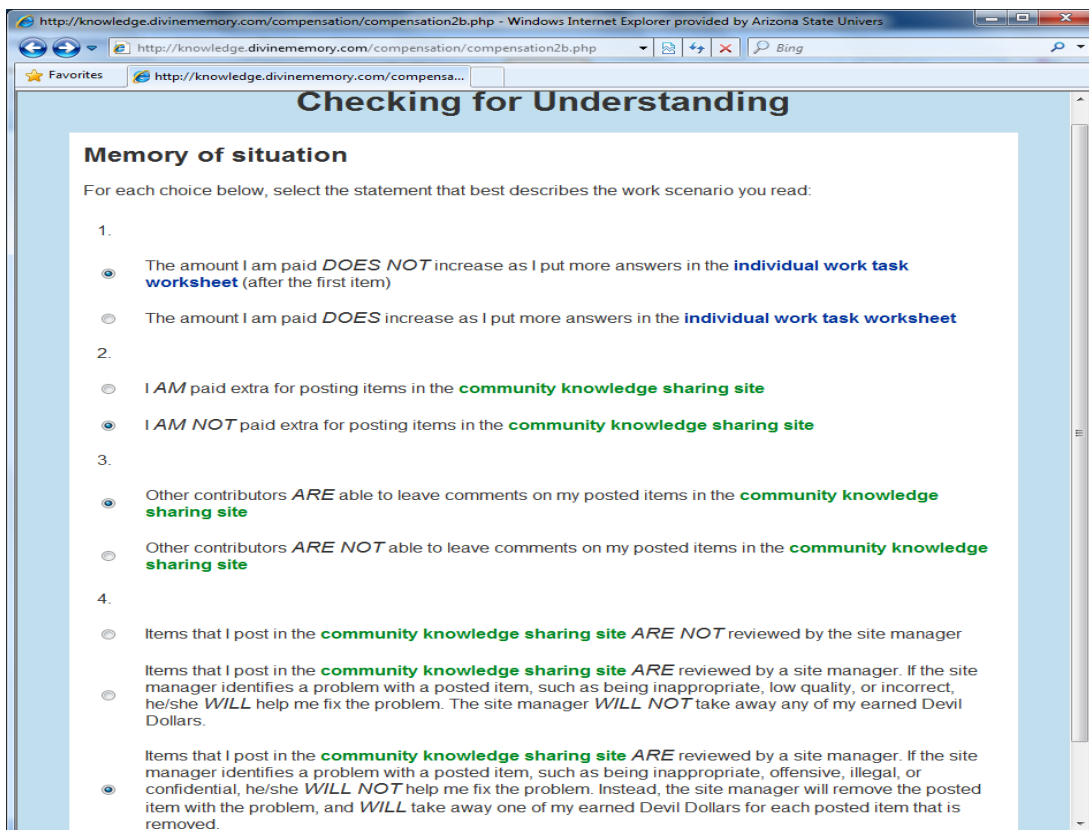 http://knowledge.divinememory.com/compensation/compensation2b.php - Windows Internet Explorer provided by Arizona State Univers
http://knowledge.divinememory.com/compensation/compensation2b.php
Bing
Favorites
http://knowledge.divinememory.com/compensa...
Checking for Understanding
Memory of situation
For each choice below, select the statement that best describes the work scenario you read:
1.
The amount I am paid DOES NOT increase as I put more answers in the individual work task
worksheet (after the first item)
The amount I am paid DOES increase as I put more answers in the individual work task worksheet
2.
I AM paid extra for posting items in the community knowledge sharing site
I AM NOT paid extra for posting items in the community knowledge sharing site
3.
Other contributors ARE able to leave comments on my posted items in the community knowledge
sharing site
Other contributors ARE NOT able to leave comments on my posted items in the community knowledge
sharing site
4.
Items that I post in the community knowledge sharing site ARE NOT reviewed by the site manager
Items that I post in the community knowledge sharing site ARE reviewed by a site manager. If the site
manager identifies a problem with a posted item, such as being inappropriate, low quality, or incorrect,
he/she WILL help me fix the problem. The site manager WILL NOT take away any of my earned Devil
Dollars.
Items that I post in the community knowledge sharing site ARE reviewed by a site manager. If the site
manager identifies a problem with a posted item, such as being inappropriate, offensive, illegal, or
confidential, he/she WILL NOT help me fix the problem. Instead, the site manager will remove the posted
item with the problem, and WILL take away one of my earned Devil Dollars for each posted item that is
removed.